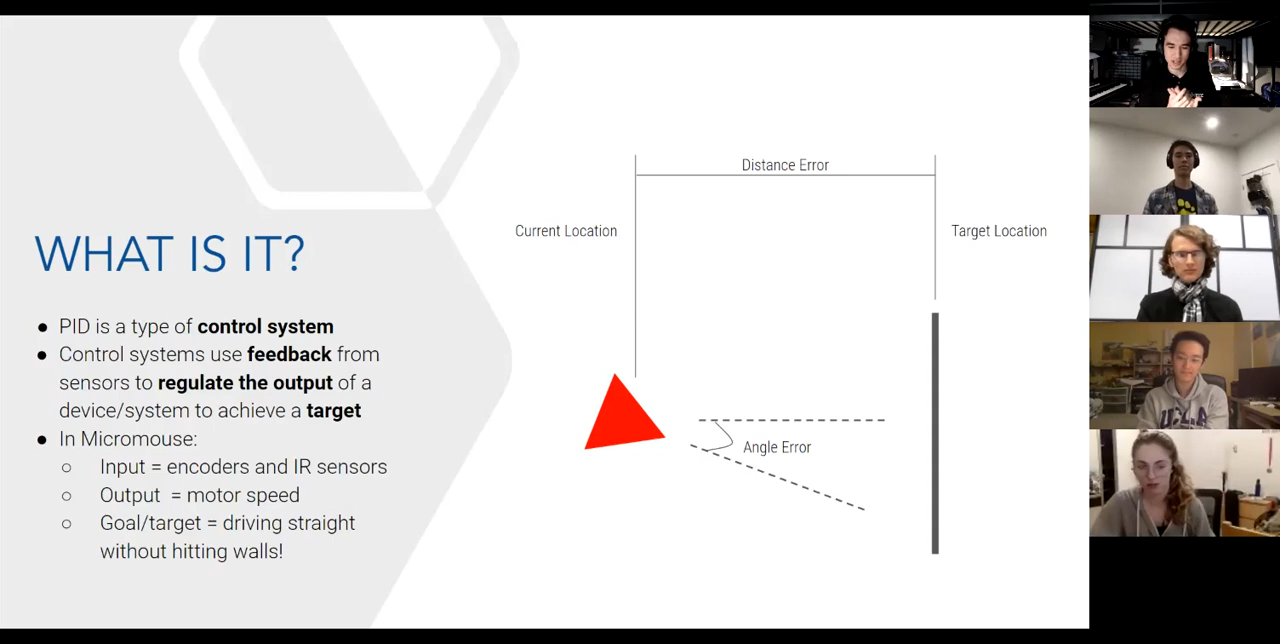 WHAT IS IT?
● PID is a type of control system
● Control systems use feedback from
sensors to regulate the output of a
device/system to achieve a target
● In Micromouse:
○ Input = encoders and IR sensors
○ Output = motor speed
○ Goal/target = driving straight
without hitting walls!
Distance Error
Current Location
Target Location
Angle Error